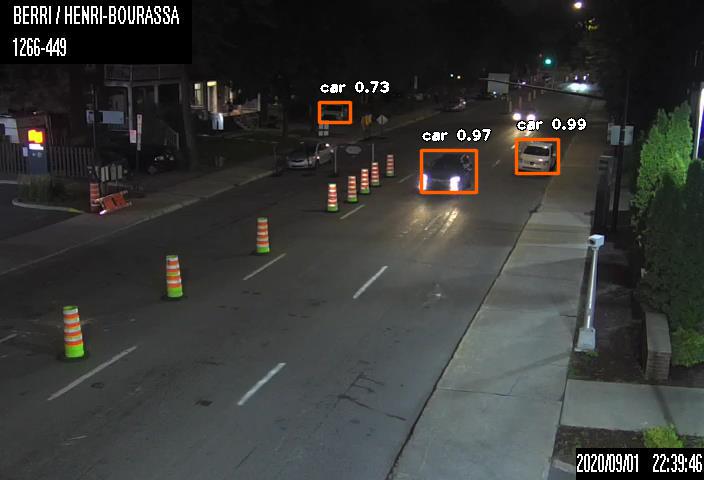 BERRI / HENRI-BOURASSA
1266-449
car 0.73
car 0.97
car 0.99
2020/09/01 22:39:46